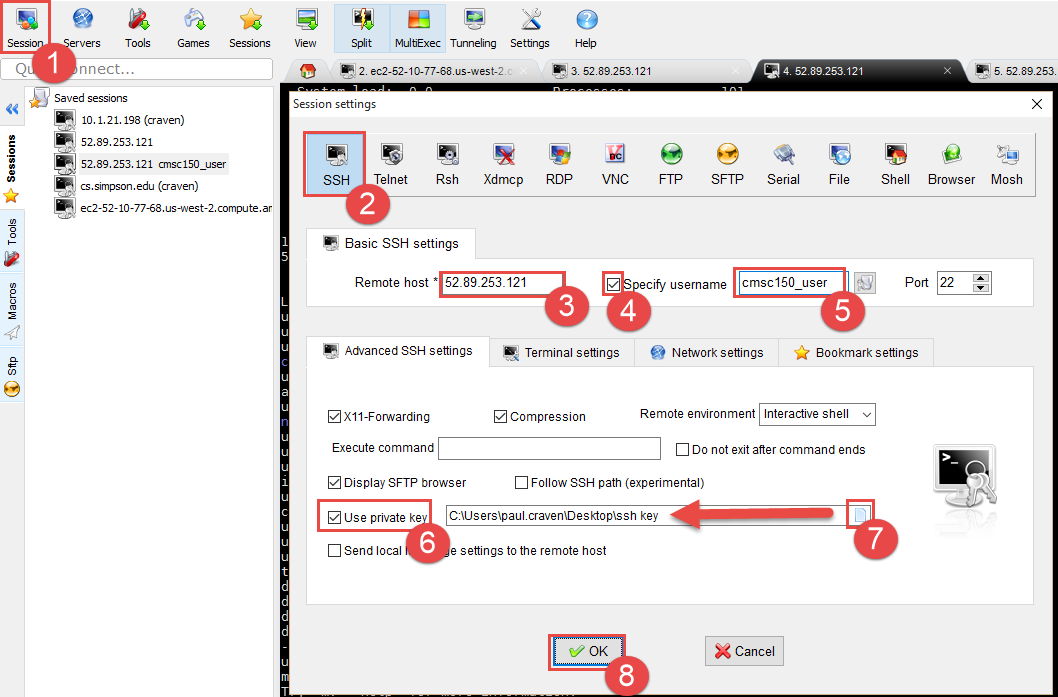 Session Servers Tools Games Sessions View Split MultiExec Tunneling Settings Help
1
Qu connect...
2. ec2-52-10-77-68.us-west-2.c
3. 52.89.253.121
4. 52.89.253.121
5. 52.89.253.
Saved sessions
10.1.21.198 (craven)
52.89.253.121
52.89.253.121 cmsc150_user
cs.simpson.edu (craven)
ec2-52-10-77-68.us-west-2.compute.am
Sessions
Tools
Macros
Sftp
System load: 0.0 Processes: 101
Session settings
SSH Telnet Rsh Xdmcp RDP VNC FTP SFTP Serial File Shell Browser Mosh
2
Basic SSH settings
Remote host * 52.89.253.121 Specify username cmsc150_user Port 22
3 4 5
Advanced SSH settings Terminal settings Network settings Bookmark settings
X11-Forwarding Compression Remote environment Interactive shell
Execute command Do not exit after command ends
Display SFTP browser Follow SSH path (experimental)
Use private key C:\Users\paul.craven\Desktop\ssh key
6 7
Send local settings to the remote host
OK Cancel
8